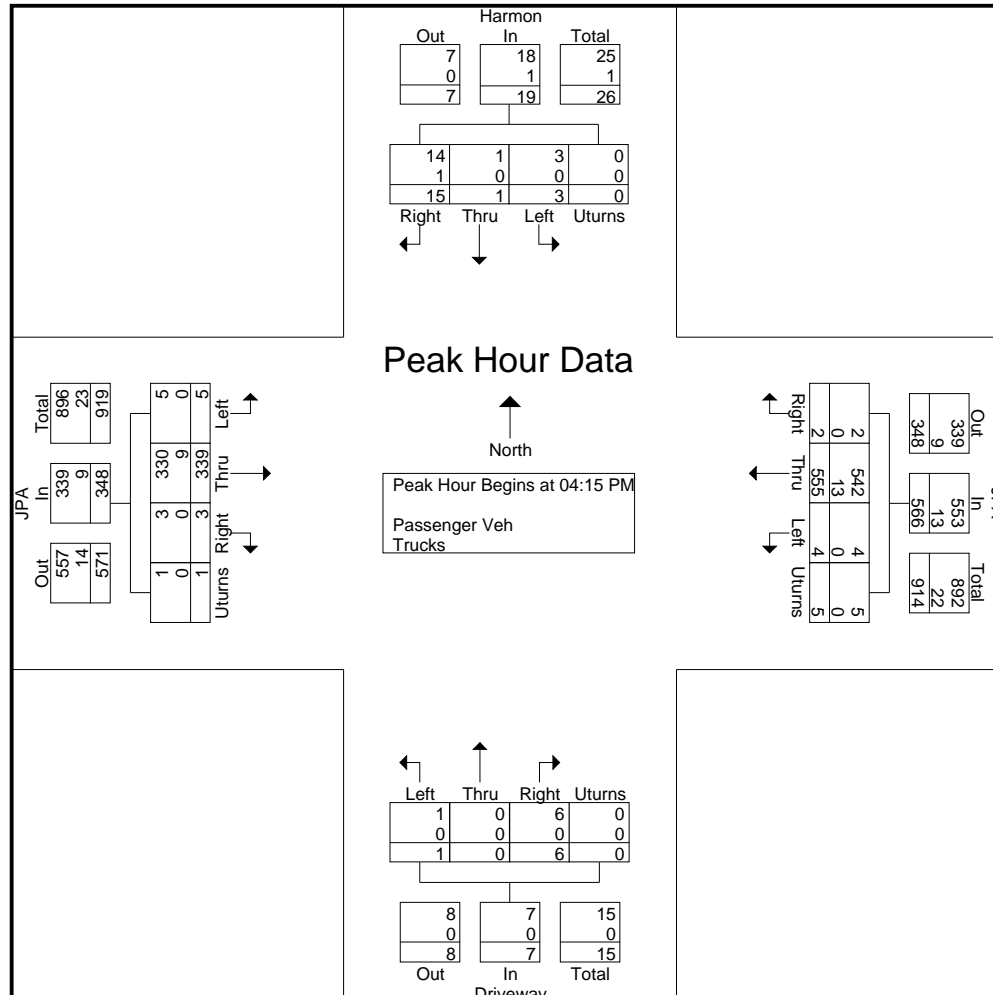 Harmon
Out In Total
7 18 25
0 1 1
7 19 26
14 1 3 0
1 0 0 0
15 1 3 0
Right Thru Left Uturns
Peak Hour Data
North
Peak Hour Begins at 04:15 PM
Passenger Veh
Trucks
JPA
Total In Out
896 339 557
23 9 14
919 348 571
5 330 3 1
0 9 0 0
5 339 3 1
Left Thru Right Uturns
Out In Total
339 553 892
9 13 22
348 566 914
2 542 4 5
0 13 0 0
2 555 4 5
Right Thru Left Uturns
Left Thru Right Uturns
1 0 6 0
0 0 0 0
1 0 6 0
8 7 15
0 0 0
8 7 15
Out In Total
Driveway